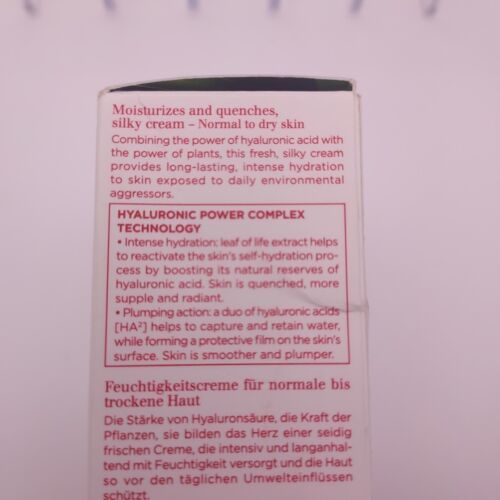 Moisturizes and quenches,
silky cream – Normal to dry skin
Combining the power of hyaluronic acid with
the power of plants, this fresh, silky cream
provides long-lasting, intense hydration
to skin exposed to daily environmental
aggressors.
HYALURONIC POWER COMPLEX
TECHNOLOGY
• Intense hydration: leaf of life extract helps
to reactivate the skin's self-hydration pro-
cess by boosting its natural reserves of
hyaluronic acid. Skin is quenched, more
supple and radiant.
• Plumping action: a duo of hyaluronic acids
[HA²] helps to capture and retain water,
while forming a protective film on the skin's
surface. Skin is smoother and plumper.
Feuchtigkeitscreme für normale bis
trockene Haut
Die Stärke von Hyaluronsäure, die Kraft der
Pflanzen, sie bilden das Herz einer seidig
frischen Creme, die intensiv und langanhal-
tend mit Feuchtigkeit versorgt und die Haut
so vor den täglichen Umwelteinflüssen
schützt.